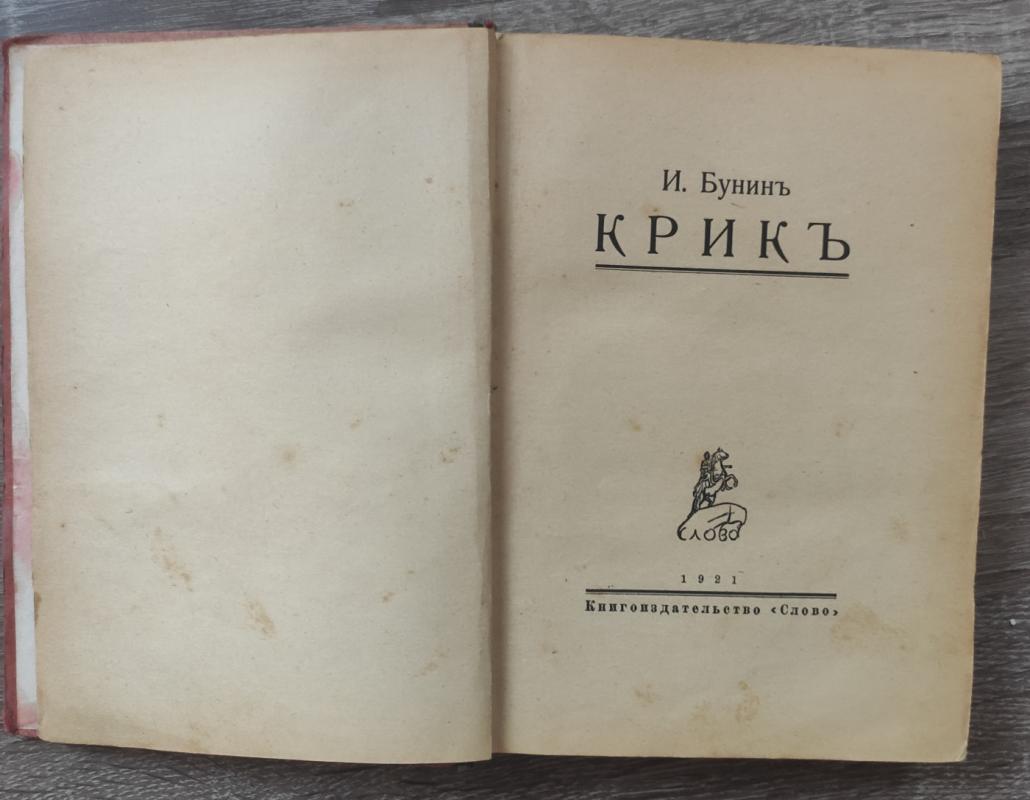 И. Бунинъ
КРИКЪ
СЛОВО
1921
Книгоиздательство «Слово»